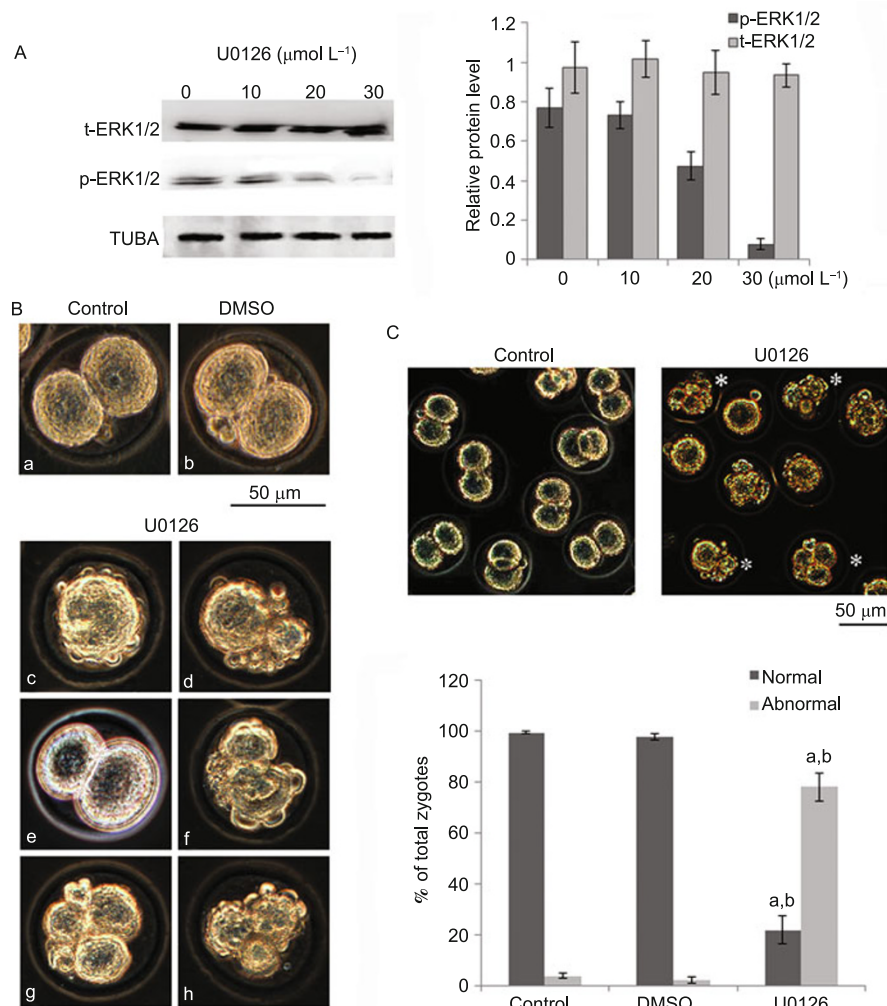 A
U0126 (μmol L⁻¹)
0 10 20 30
t-ERK1/2
p-ERK1/2
TUBA
p-ERK1/2
t-ERK1/2
Relative protein level
1.2
1
0.8
0.6
0.4
0.2
0
0 10 20 30 (μmol L⁻¹)
B
Control DMSO
a b
50 μm
U0126
c d
e f
g h
C
Control U0126
* *
* *
50 μm
Normal
Abnormal
% of total zygotes
120
100
80
60
40
20
0
a,b
a,b
Control DMSO U0126